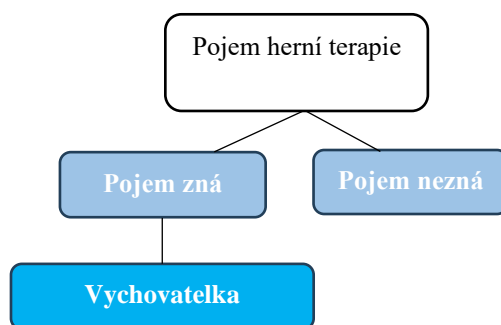 Pojem herní terapie
Pojem zná
Pojem nezná
Vychovatelka